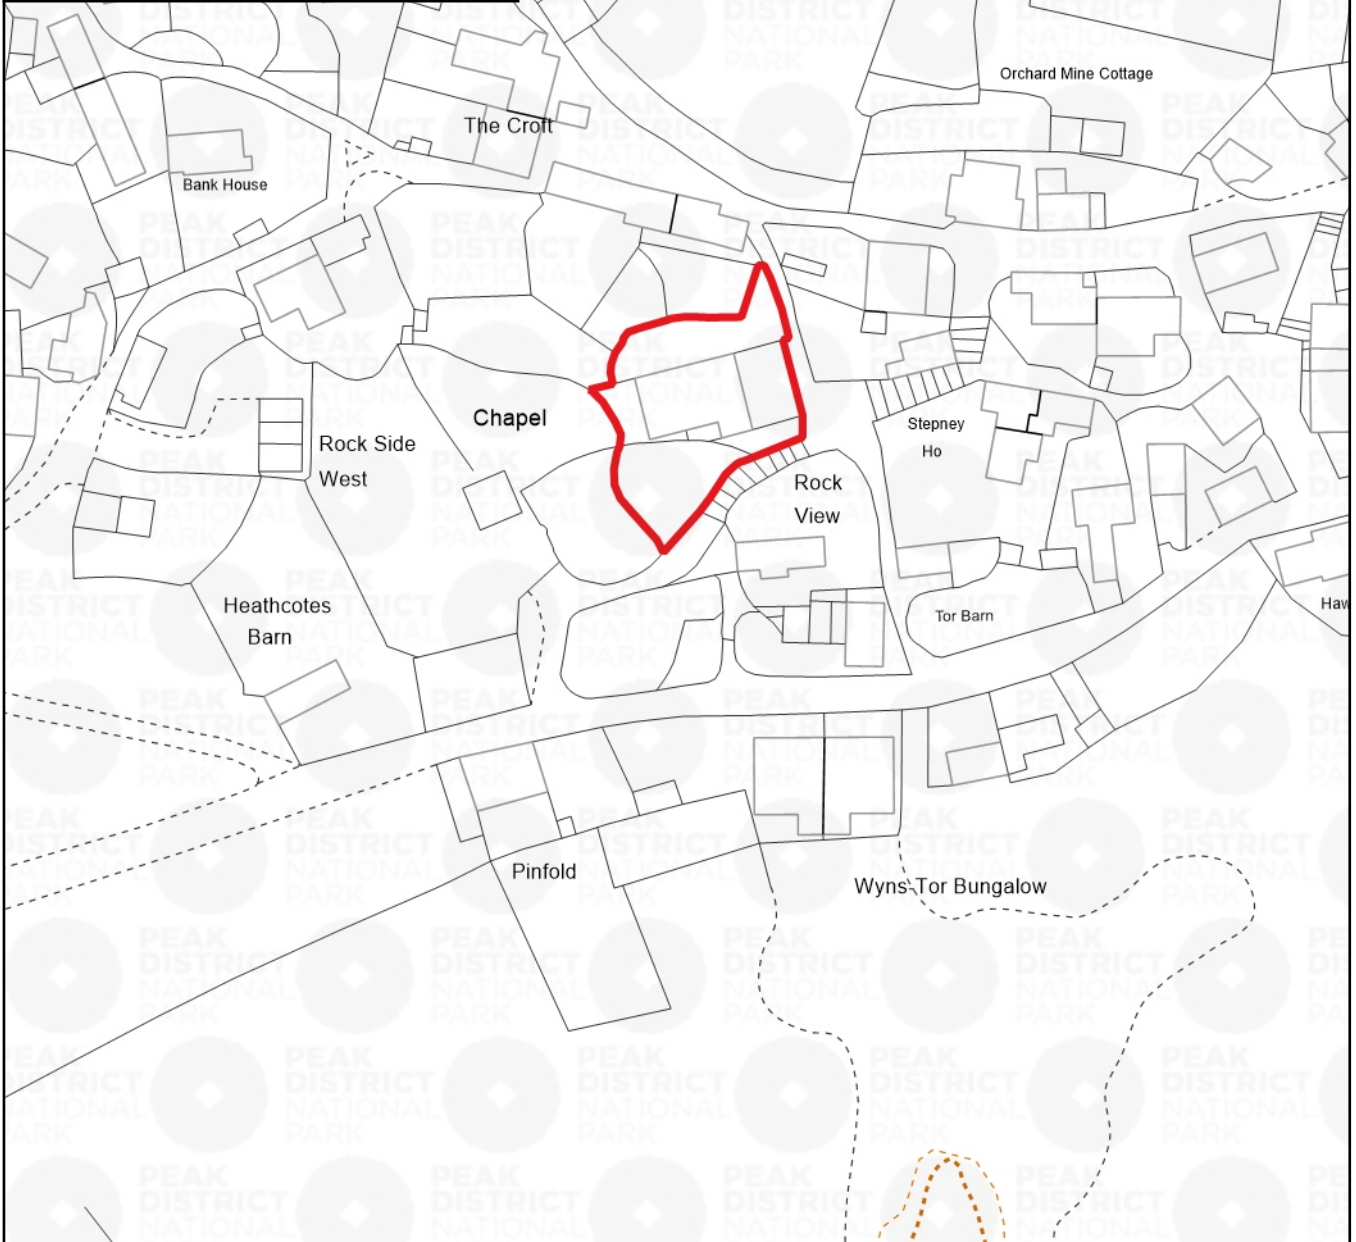 Orchard Mine Cottage
The Croft
Bank House
Chapel
Stepney
Ho
Rock Side
West
Rock
View
Heathcotes
Barn
Tor Barn
Haw
Pinfold
Wyns Tor Bungalow
PEAK
DISTRICT
NATIONAL
PARK